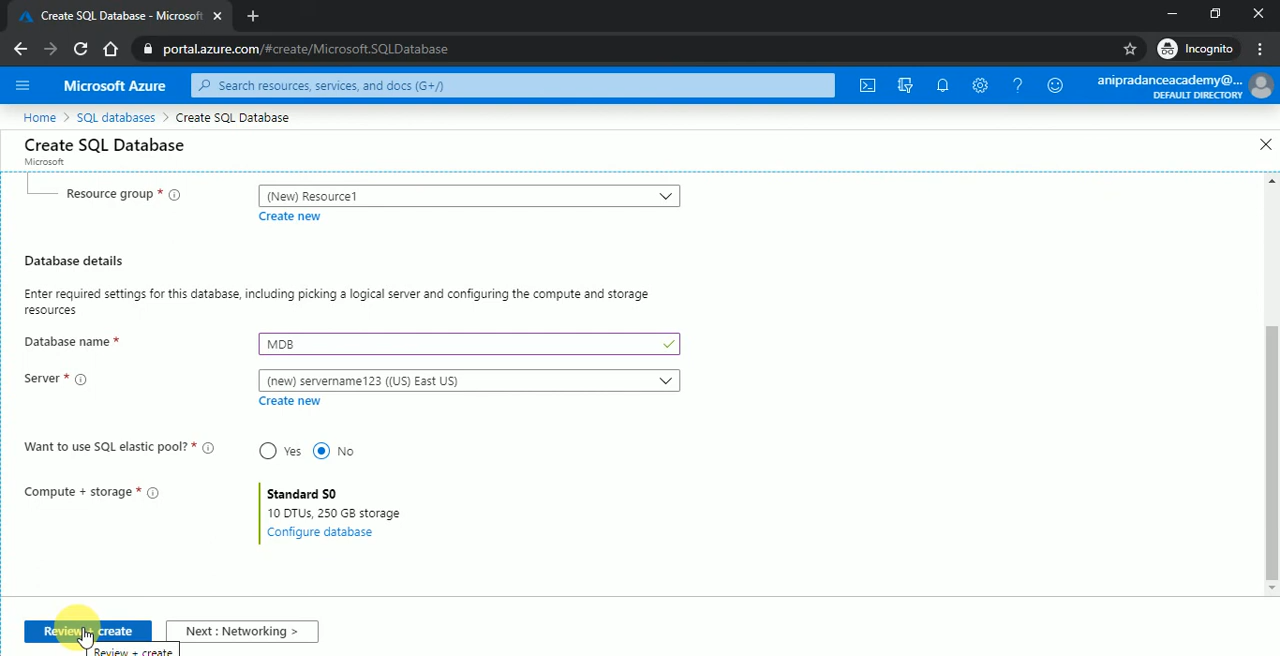 Create SQL Database - Microsoft
portal.azure.com/#create/Microsoft.SQLDatabase
Incognito
Microsoft Azure
Search resources, services, and docs (G+/)
anipradanceacademy@...
DEFAULT DIRECTORY
Home > SQL databases > Create SQL Database
Create SQL Database
Microsoft
Resource group *
(New) Resource1
Create new
Database details
Enter required settings for this database, including picking a logical server and configuring the compute and storage
resources
Database name *
MDB
Server *
(new) servername123 ((US) East US)
Create new
Want to use SQL elastic pool? *
Yes No
Compute + storage *
Standard S0
10 DTUs, 250 GB storage
Configure database
Review + create
Next : Networking >
Review + create